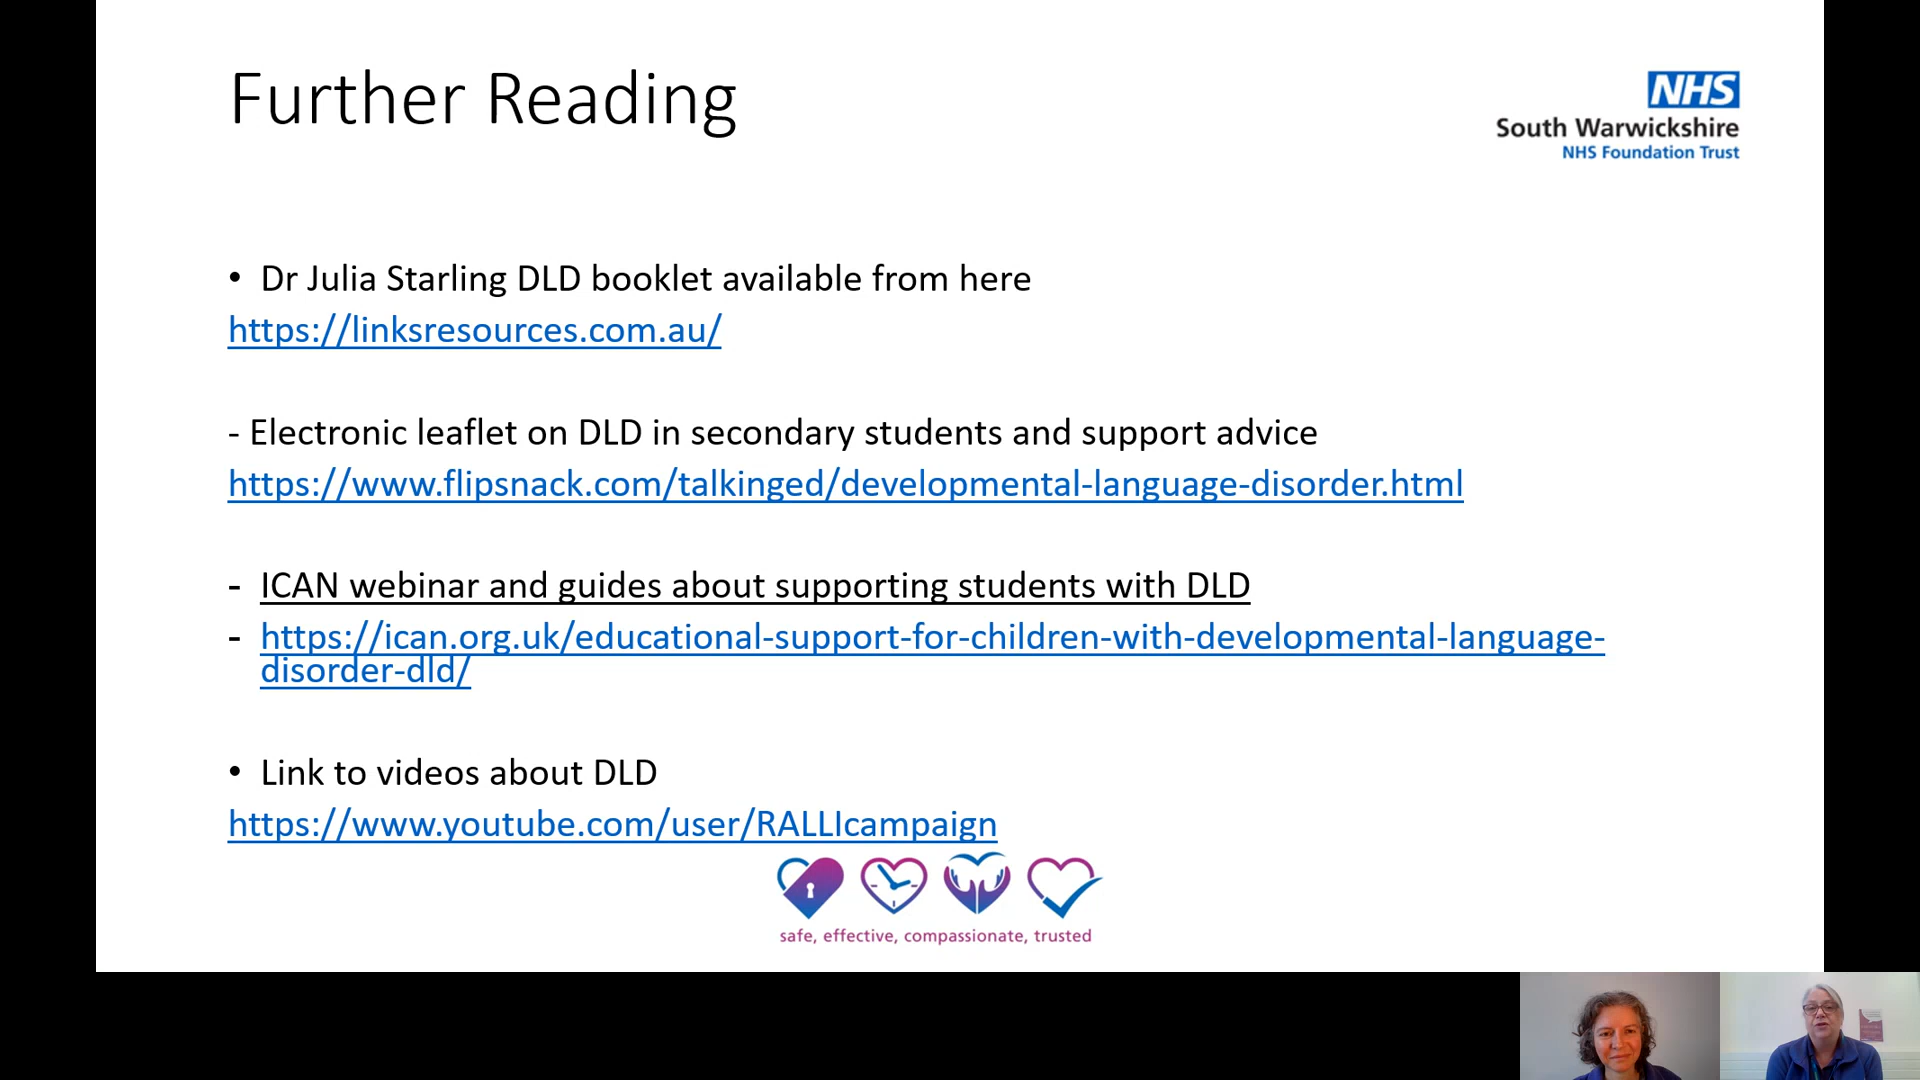 Further Reading
NHS
South Warwickshire
NHS Foundation Trust
• Dr Julia Starling DLD booklet available from here
https://linksresources.com.au/
- Electronic leaflet on DLD in secondary students and support advice
https://www.flipsnack.com/talkinged/developmental-language-disorder.html
- ICAN webinar and guides about supporting students with DLD
- https://ican.org.uk/educational-support-for-children-with-developmental-language-
disorder-dld/
• Link to videos about DLD
https://www.youtube.com/user/RALLIcampaign
safe, effective, compassionate, trusted